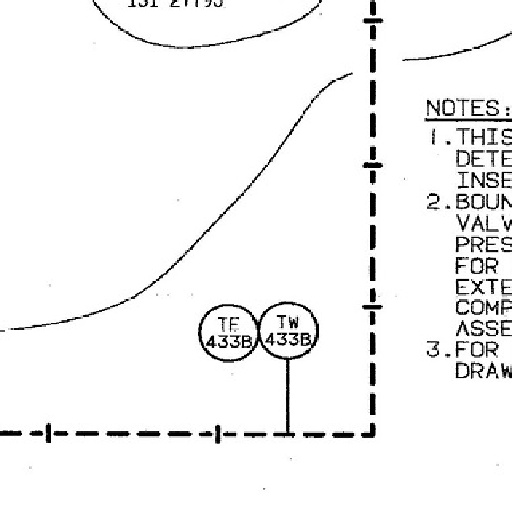 NOTES:
1.THIS
DETE
INSE
2.BOUN
VALV
PRES
FOR
EXTE
COMP
ASSE
3.FOR
DRAW
TE
433B
TW
433B